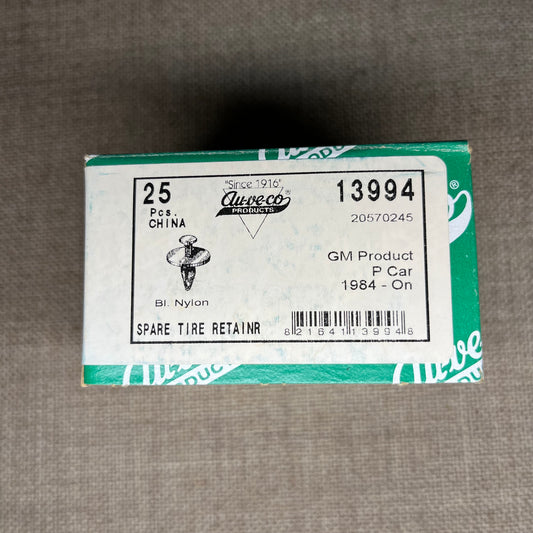 25
Pcs.
CHINA
"Since 1916"
Au-ve-co®
PRODUCTS
13994
20570245
GM Product
P Car
1984 - On
Bl. Nylon
SPARE TIRE RETAINR
8 21641 13994 8